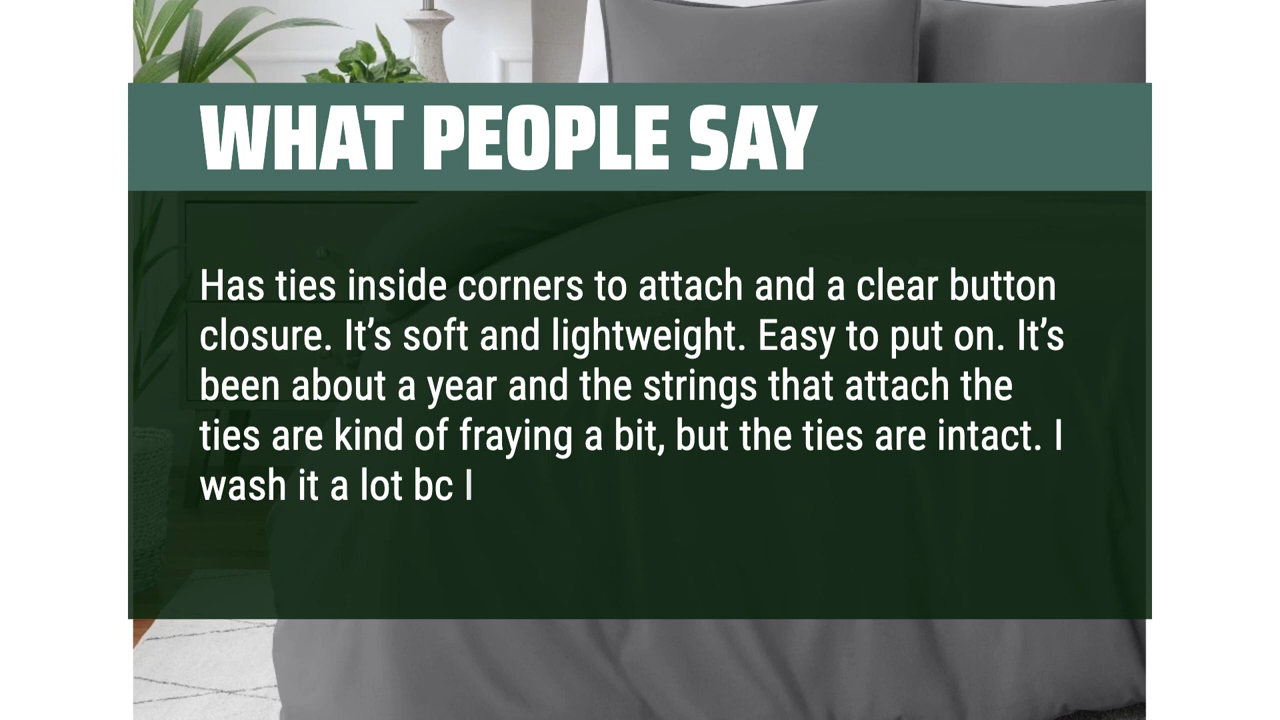 WHAT PEOPLE SAY
Has ties inside corners to attach and a clear button
closure. It’s soft and lightweight. Easy to put on. It’s
been about a year and the strings that attach the
ties are kind of fraying a bit, but the ties are intact. I
wash it a lot bc I